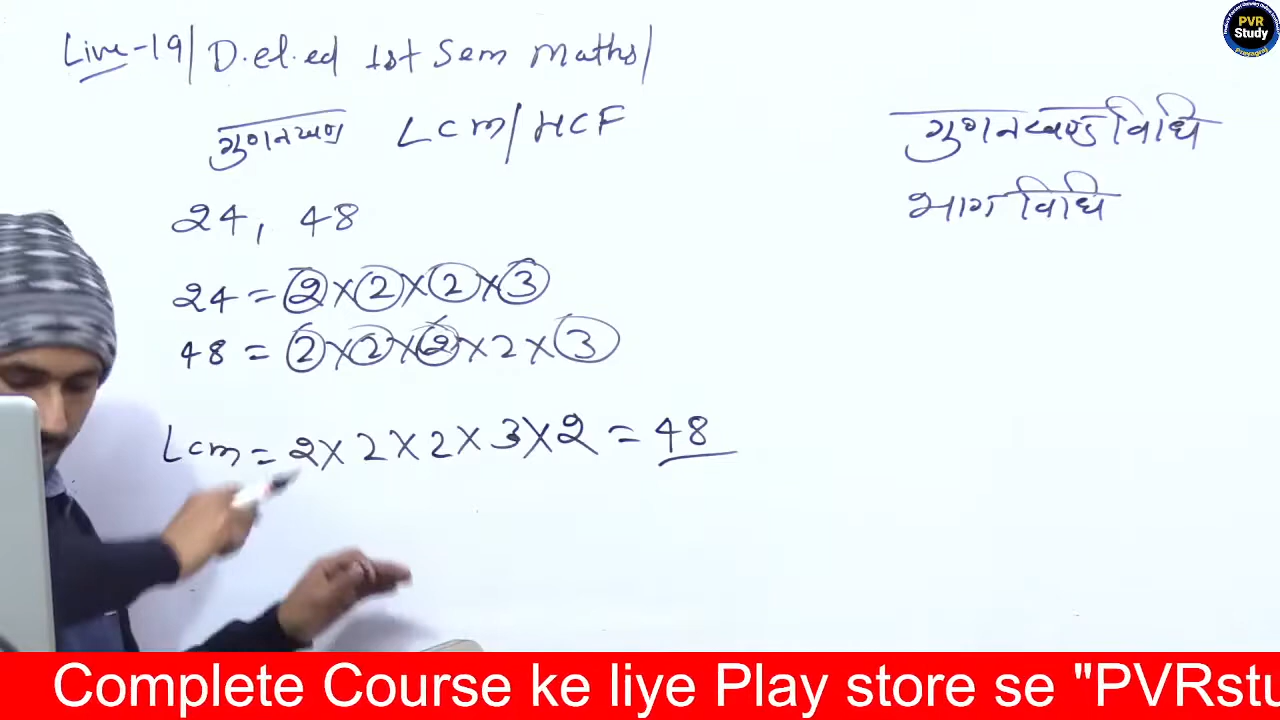 Live-19/ D.el.ed 1st Sem Maths/
गुणनखण्ड LCM/HCF
24, 48
24 = 2×2×2×3
48 = 2×2×2×2×3
Lcm = 2×2×2×3×2 = 48
गुणनखण्ड विधि
भाग विधि
PVR
Study
Prayagraj
Complete Course ke liye Play store se "PVRstu